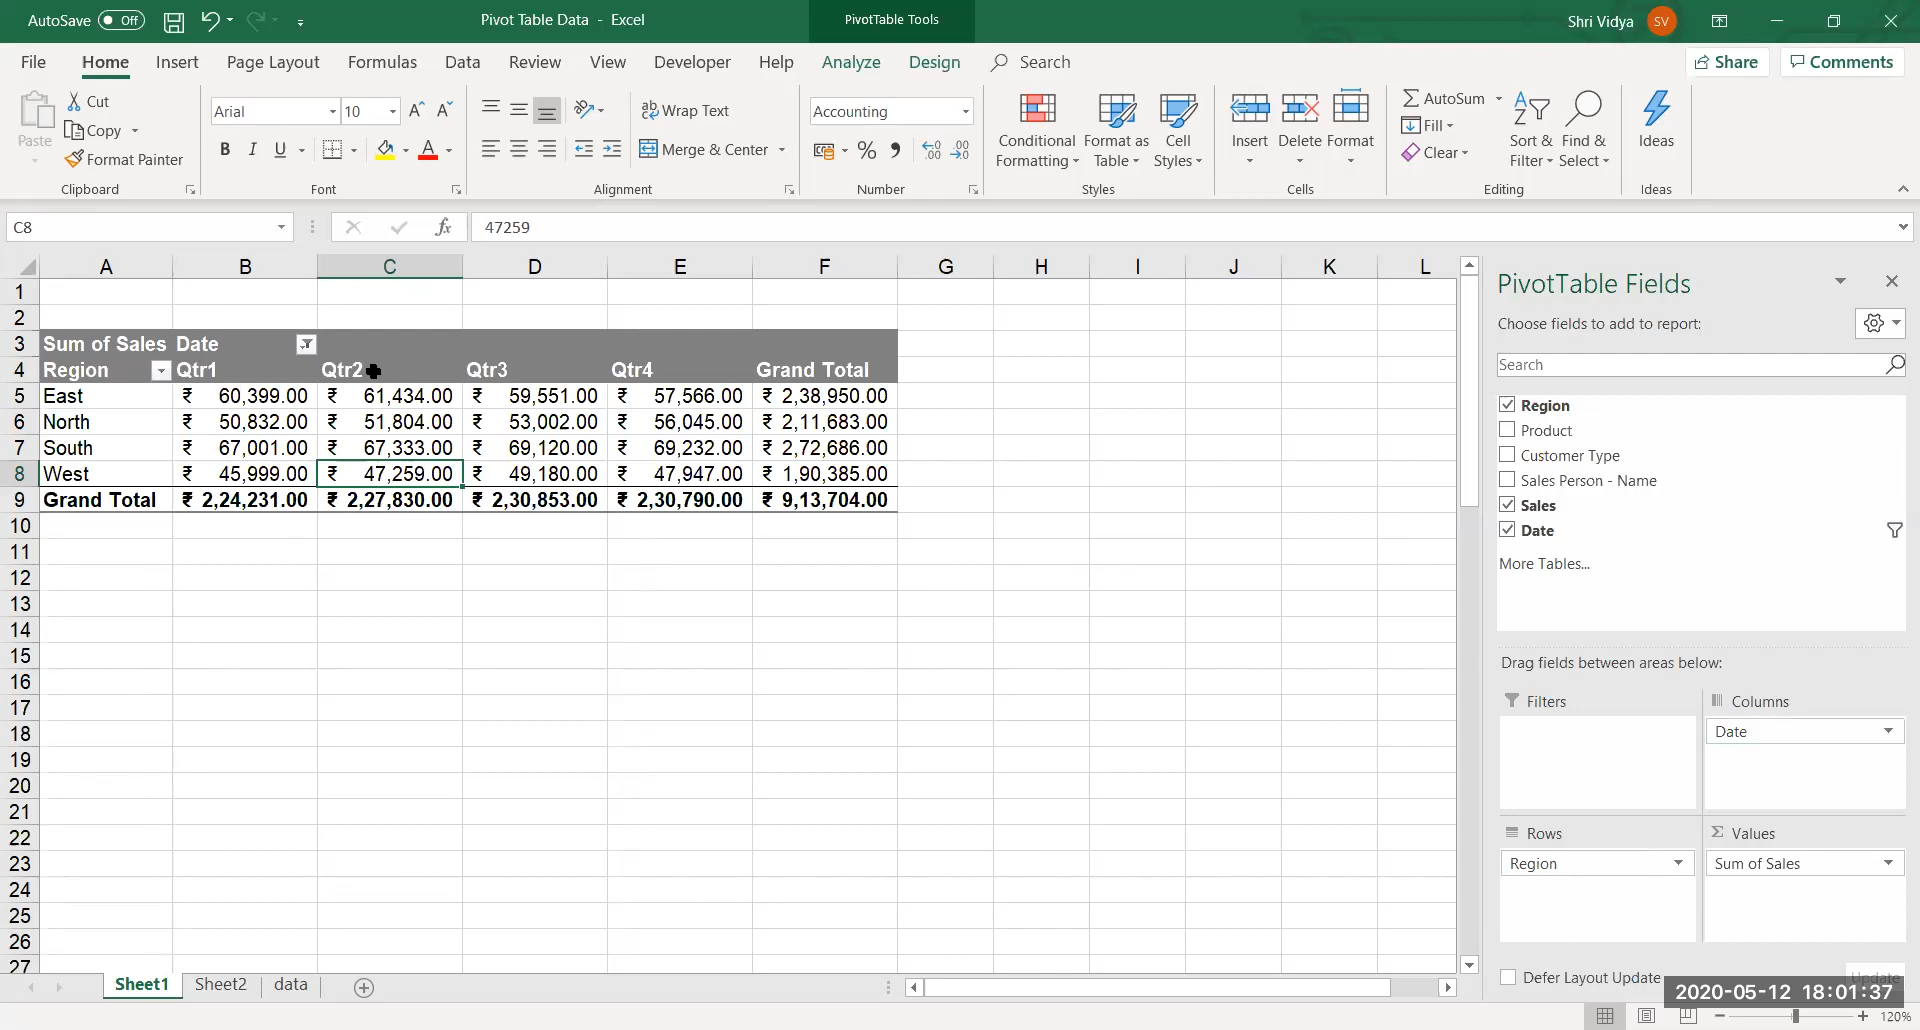 AutoSave Off Pivot Table Data - Excel PivotTable Tools Shri Vidya SV
File Home Insert Page Layout Formulas Data Review View Developer Help Analyze Design Search Share Comments
Paste Cut Copy Format Painter
Clipboard
Arial 10
B I U A
Font
ab Wrap Text
Merge & Center
Alignment
Accounting
% , .00 .00
Number
Conditional Formatting Format as Table Cell Styles
Styles
Insert Delete Format
Cells
AutoSum Fill Clear Sort & Filter Find & Select
Editing
Ideas
Ideas
C8 fx 47259
A B C D E F G H I J K L
1
2
3 Sum of Sales Date
4 Region Qtr1 Qtr2 Qtr3 Qtr4 Grand Total
5 East ₹ 60,399.00 ₹ 61,434.00 ₹ 59,551.00 ₹ 57,566.00 ₹ 2,38,950.00
6 North ₹ 50,832.00 ₹ 51,804.00 ₹ 53,002.00 ₹ 56,045.00 ₹ 2,11,683.00
7 South ₹ 67,001.00 ₹ 67,333.00 ₹ 69,120.00 ₹ 69,232.00 ₹ 2,72,686.00
8 West ₹ 45,999.00 ₹ 47,259.00 ₹ 49,180.00 ₹ 47,947.00 ₹ 1,90,385.00
9 Grand Total ₹ 2,24,231.00 ₹ 2,27,830.00 ₹ 2,30,853.00 ₹ 2,30,790.00 ₹ 9,13,704.00
10
11
12
13
14
15
16
17
18
19
20
21
22
23
24
25
26
27
Sheet1 Sheet2 data
PivotTable Fields
Choose fields to add to report:
Search
Region
Product
Customer Type
Sales Person - Name
Sales
Date
More Tables...
Drag fields between areas below:
Filters Columns
Date
Rows Values
Region Sum of Sales
Defer Layout Update Update
2020-05-12 18:01:37
120%